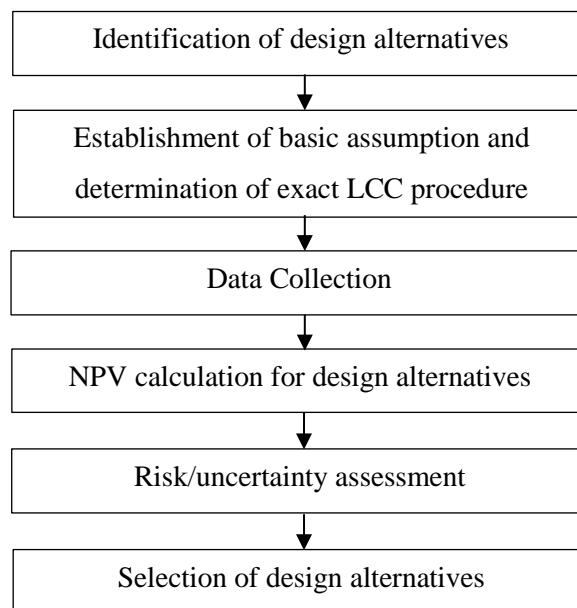 Identification of design alternatives
Establishment of basic assumption and
determination of exact LCC procedure
Data Collection
NPV calculation for design alternatives
Risk/uncertainty assessment
Selection of design alternatives